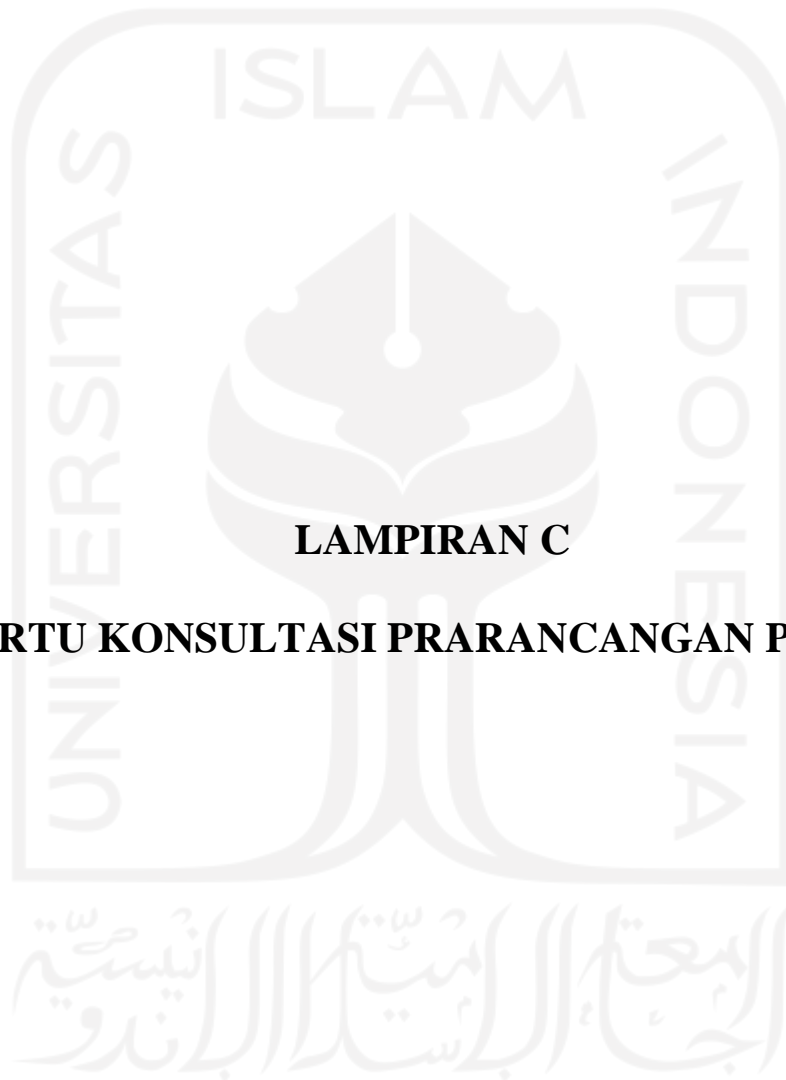 ISLAM
UNIVERSITAS
INDONESIA
LAMPIRAN C
RTU KONSULTASI PRARANCANGAN P